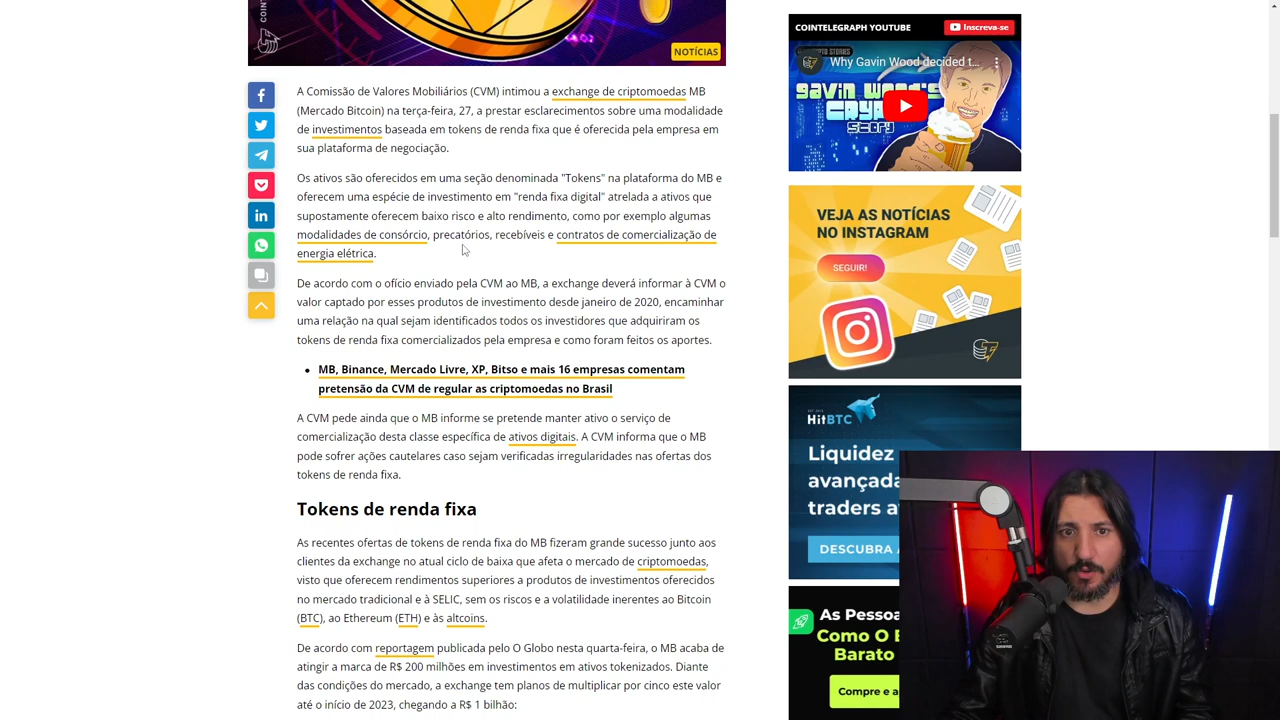 COIN
NOTÍCIAS
A Comissão de Valores Mobiliários (CVM) intimou a exchange de criptomoedas MB
(Mercado Bitcoin) na terça-feira, 27, a prestar esclarecimentos sobre uma modalidade
de investimentos baseada em tokens de renda fixa que é oferecida pela empresa em
sua plataforma de negociação.
Os ativos são oferecidos em uma seção denominada "Tokens" na plataforma do MB e
oferecem uma espécie de investimento em "renda fixa digital" atrelada a ativos que
supostamente oferecem baixo risco e alto rendimento, como por exemplo algumas
modalidades de consórcio, precatórios, recebíveis e contratos de comercialização de
energia elétrica.
De acordo com o ofício enviado pela CVM ao MB, a exchange deverá informar à CVM o
valor captado por esses produtos de investimento desde janeiro de 2020, encaminhar
uma relação na qual sejam identificados todos os investidores que adquiriram os
tokens de renda fixa comercializados pela empresa e como foram feitos os aportes.
• MB, Binance, Mercado Livre, XP, Bitso e mais 16 empresas comentam
pretensão da CVM de regular as criptomoedas no Brasil
A CVM pede ainda que o MB informe se pretende manter ativo o serviço de
comercialização desta classe específica de ativos digitais. A CVM informa que o MB
pode sofrer ações cautelares caso sejam verificadas irregularidades nas ofertas dos
tokens de renda fixa.
Tokens de renda fixa
As recentes ofertas de tokens de renda fixa do MB fizeram grande sucesso junto aos
clientes da exchange no atual ciclo de baixa que afeta o mercado de criptomoedas,
visto que oferecem rendimentos superiores a produtos de investimentos oferecidos
no mercado tradicional e à SELIC, sem os riscos e a volatilidade inerentes ao Bitcoin
(BTC), ao Ethereum (ETH) e às altcoins.
De acordo com reportagem publicada pelo O Globo nesta quarta-feira, o MB acaba de
atingir a marca de R$ 200 milhões em investimentos em ativos tokenizados. Diante
das condições do mercado, a exchange tem planos de multiplicar por cinco este valor
até o início de 2023, chegando a R$ 1 bilhão:
COINTELEGRAPH YOUTUBE
Inscreva-se
Why Gavin Wood decided t...
GAVIN WOOD'S
CRYPTO
STORY
VEJA AS NOTÍCIAS
NO INSTAGRAM
SEGUIR!
HitBTC
Liquidez
avançada
traders a
DESCUBRA
As Pessoa
Como O
Barato
Compre e a